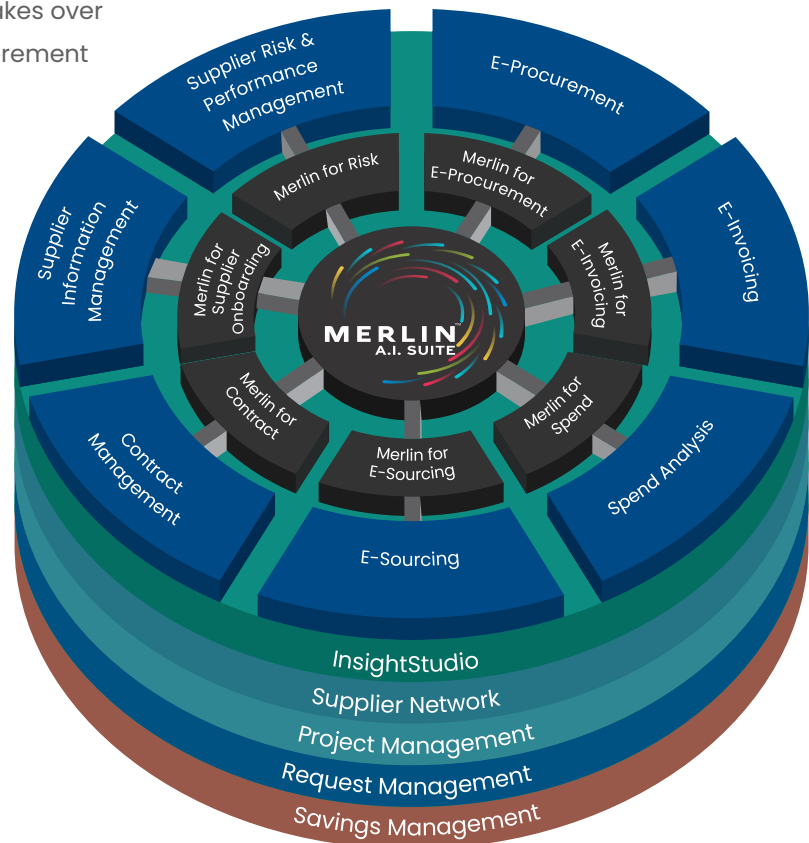 akes over
rement
Supplier Risk &
Performance
Management
E-Procurement
Supplier
Information
Management
E-Invoicing
Merlin for Risk
Merlin for
E-Procurement
Merlin for
Supplier
Onboarding
Merlin for
E-Invoicing
MERLIN™
A.I. SUITE
Merlin for
Contract
Merlin for
Spend
Merlin for
E-Sourcing
Contract
Management
Spend Analysis
E-Sourcing
InsightStudio
Supplier Network
Project Management
Request Management
Savings Management